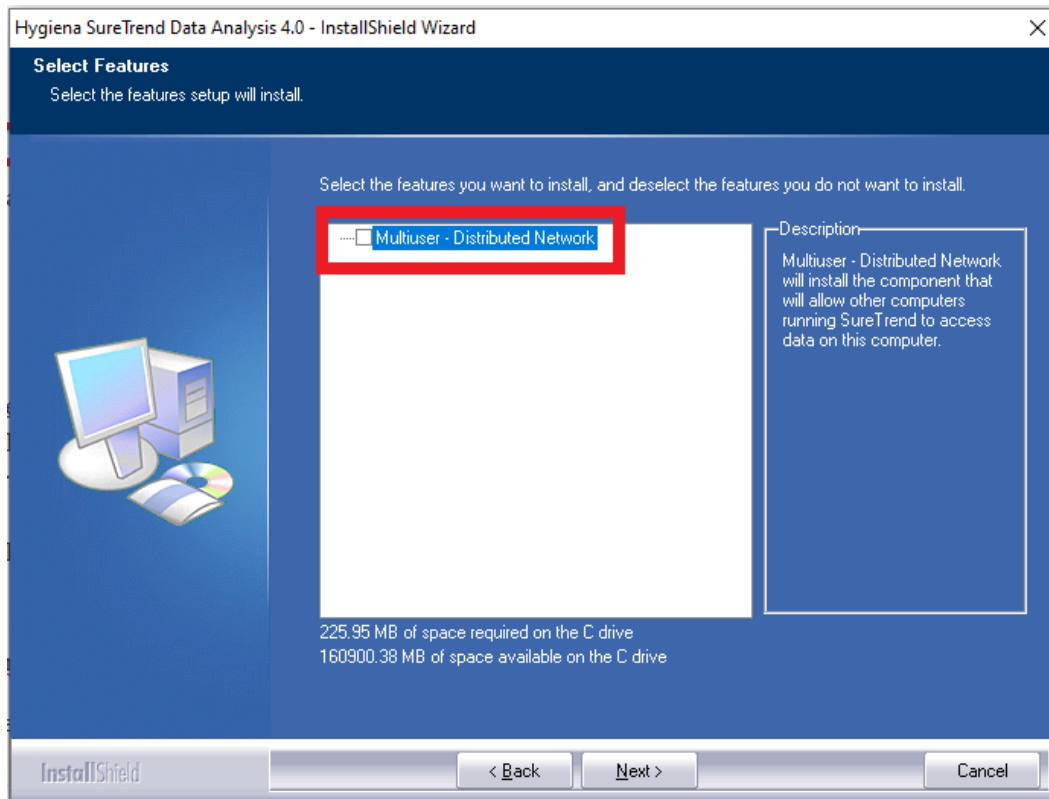 Hygiena SureTrend Data Analysis 4.0 - InstallShield Wizard
Select Features
Select the features setup will install.
Select the features you want to install, and deselect the features you do not want to install.
Multiuser - Distributed Network
Description
Multiuser - Distributed Network
will install the component that
will allow other computers
running SureTrend to access
data on this computer.
225.95 MB of space required on the C drive
160900.38 MB of space available on the C drive
InstallShield
< Back
Next >
Cancel